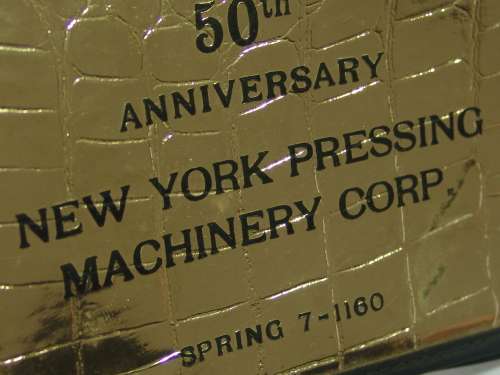 50th
ANNIVERSARY
NEW YORK PRESSING
MACHINERY CORP.
SPRING 7-1160